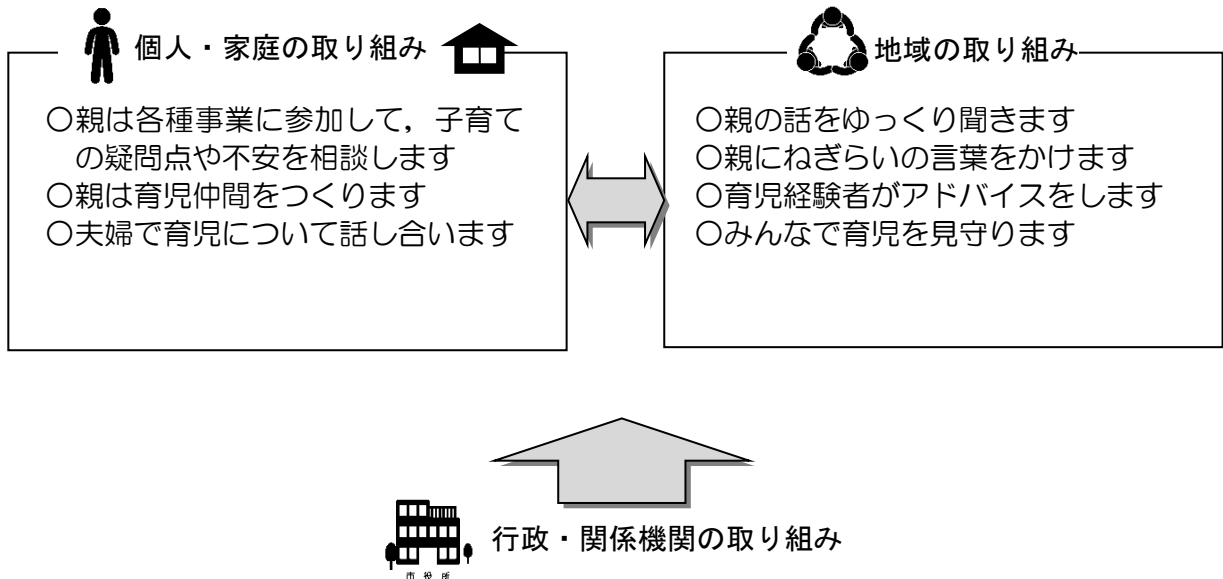 個人・家庭の取り組み
○親は各種事業に参加して，子育て
の疑問点や不安を相談します
○親は育児仲間をつくります
○夫婦で育児について話し合います
地域の取り組み
○親の話をゆっくり聞きます
○親にねぎらいの言葉をかけます
○育児経験者がアドバイスをします
○みんなで育児を見守ります
行政・関係機関の取り組み
市役所